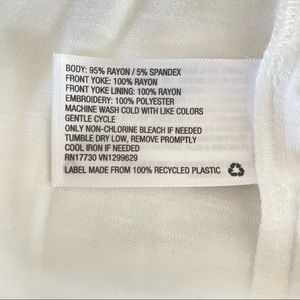 BODY: 95% RAYON / 5% SPANDEX
FRONT YOKE: 100% RAYON
FRONT YOKE LINING: 100% RAYON
EMBROIDERY: 100% POLYESTER
MACHINE WASH COLD WITH LIKE COLORS
GENTLE CYCLE
ONLY NON-CHLORINE BLEACH IF NEEDED
TUMBLE DRY LOW, REMOVE PROMPTLY
COOL IRON IF NEEDED
RN17730 VN1299629
LABEL MADE FROM 100% RECYCLED PLASTIC